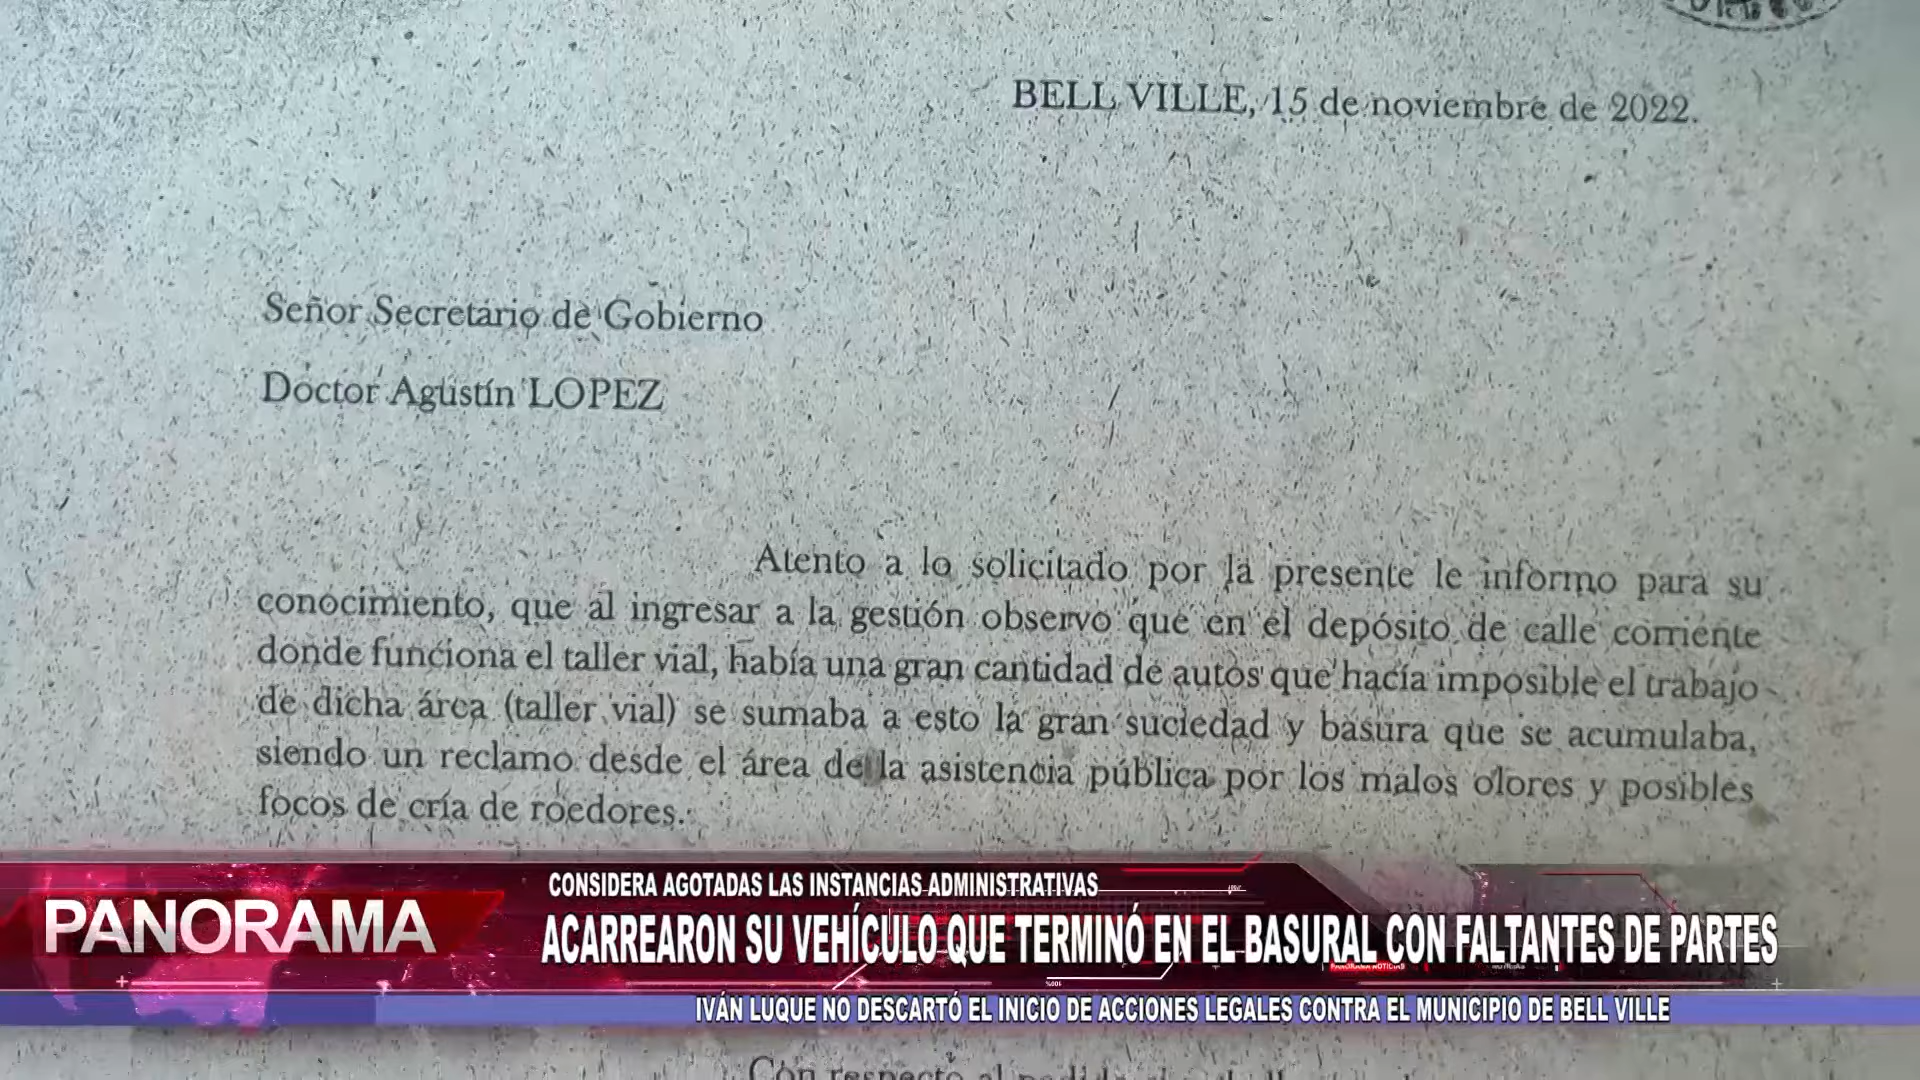 BELL VILLE, 15 de noviembre de 2022.
Señor Secretario de Gobierno
Doctor Agustín LOPEZ
Atento a lo solicitado por la presente le informo para su
conocimiento, que al ingresar a la gestión observo que en el depósito de calle corriente
donde funciona el taller vial, había una gran cantidad de autos que hacía imposible el trabajo
de dicha área (taller vial) se sumaba a esto la gran suciedad y basura que se acumulaba,
siendo un reclamo desde el área de la asistencia pública por los malos olores y posibles
focos de cría de roedores.
CONSIDERA AGOTADAS LAS INSTANCIAS ADMINISTRATIVAS
PANORAMA
ACARREARON SU VEHÍCULO QUE TERMINÓ EN EL BASURAL CON FALTANTES DE PARTES
PANORAMA NOTICIAS
IVÁN LUQUE NO DESCARTÓ EL INICIO DE ACCIONES LEGALES CONTRA EL MUNICIPIO DE BELL VILLE
Con respecto al